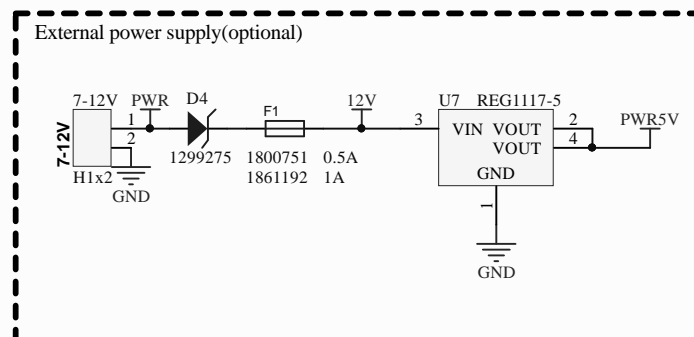 External power supply(optional)
7-12V PWR D4 F1 12V U7 REG1117-5
7-12V
1
2
H1x2
GND
1299275
1800751 0.5A
1861192 1A
3 VIN VOUT 2 PWR5V
VOUT 4
GND
1
GND